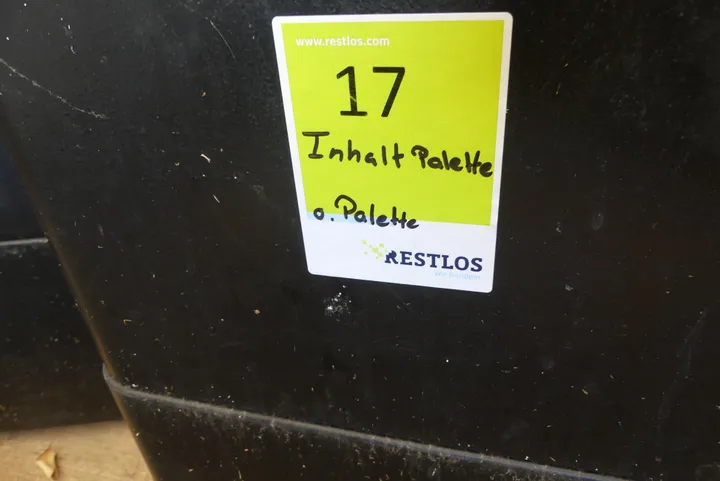 www.restlos.com
17
Inhalt Palette
o. Palette
RESTLOS